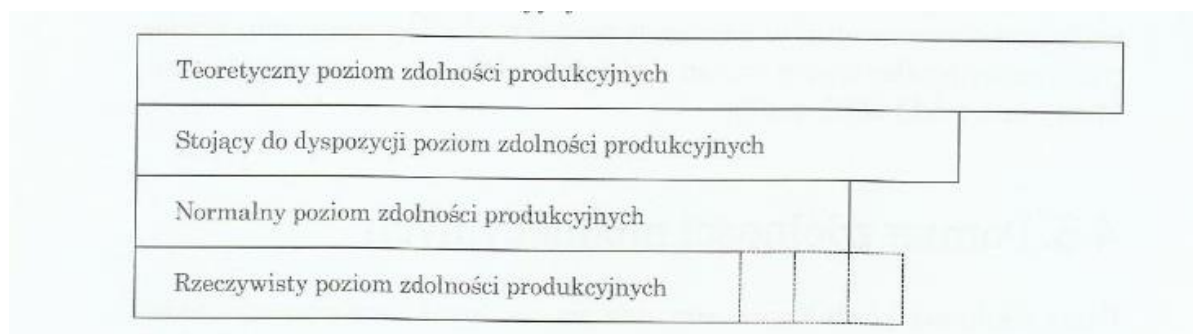 Teoretyczny poziom zdolności produkcyjnych
Stojący do dyspozycji poziom zdolności produkcyjnych
Normalny poziom zdolności produkcyjnych
Rzeczywisty poziom zdolności produkcyjnych